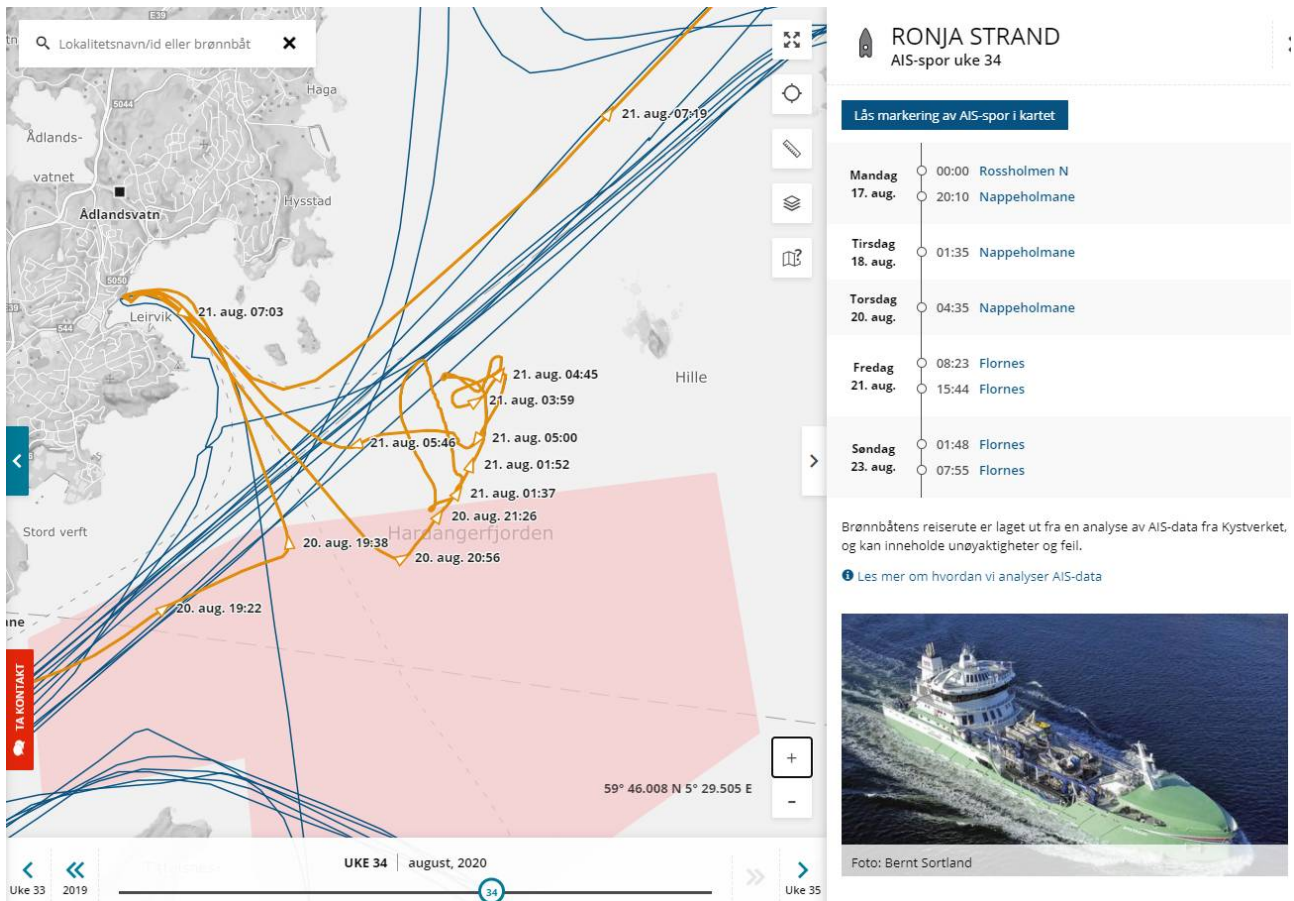 E39
Lokalitetsnavn/id eller brønnbåt
5044
Haga
Ådlands-
vatnet
Ådlandsvatn
Hysstad
5050
Leirvik
544
21. aug. 07:19
21. aug. 07:03
Hille
21. aug. 04:45
21. aug. 03:59
21. aug. 05:46
21. aug. 05:00
21. aug. 01:52
21. aug. 01:37
20. aug. 21:26
Hardangerfjorden
Stord verft
20. aug. 19:38
20. aug. 20:56
20. aug. 19:22
ne
TA KONTAKT
+
59° 46.008 N 5° 29.505 E
-
UKE 34 | august, 2020
Uke 33
2019
34
Uke 35
RONJA STRAND
AIS-spor uke 34
Lås markering av AIS-spor i kartet
Mandag
17. aug.
00:00 Rossholmen N
20:10 Nappeholmane
Tirsdag
18. aug.
01:35 Nappeholmane
Torsdag
20. aug.
04:35 Nappeholmane
Fredag
21. aug.
08:23 Flornes
15:44 Flornes
Søndag
23. aug.
01:48 Flornes
07:55 Flornes
Brønnbåtens reiserute er laget ut fra en analyse av AIS-data fra Kystverket,
og kan inneholde unøyaktigheter og feil.
Les mer om hvordan vi analyser AIS-data
Foto: Bernt Sortland